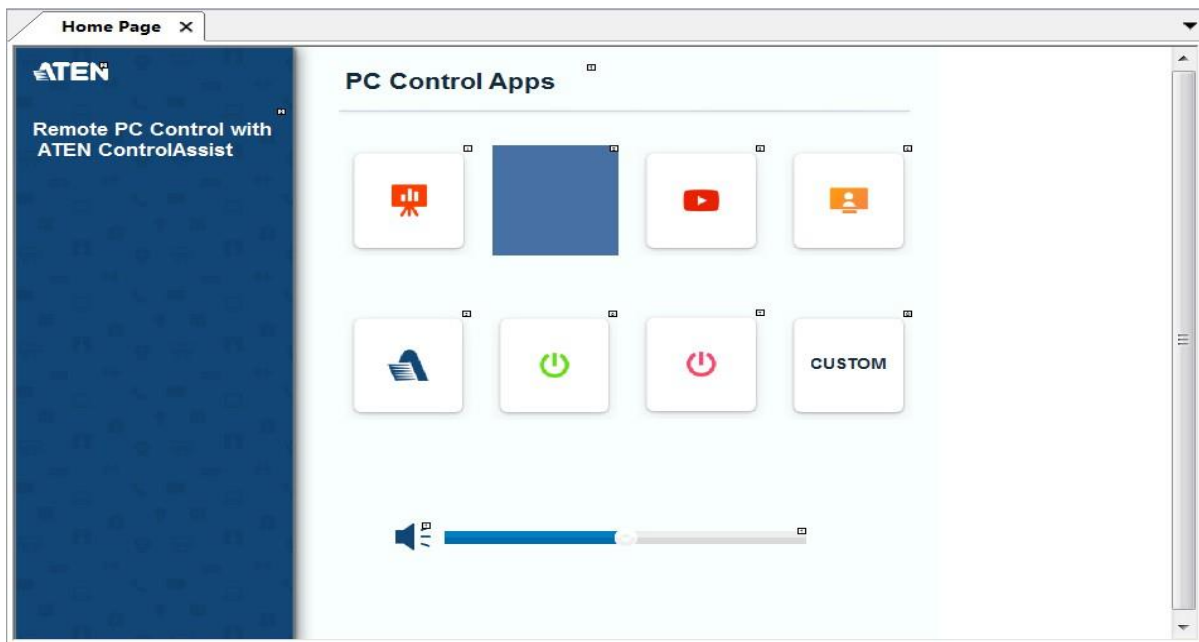 Home Page X
ATEN
PC Control Apps
Remote PC Control with
ATEN ControlAssist
CUSTOM